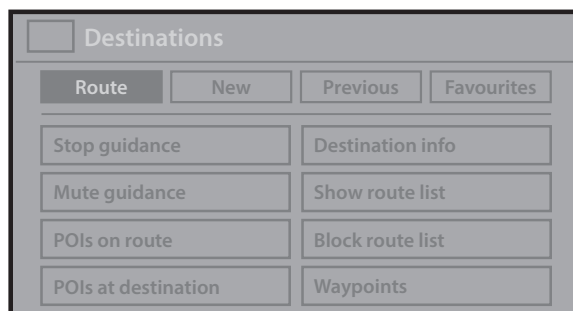 Destinations
Route New Previous Favourites
Stop guidance Destination info
Mute guidance Show route list
POIs on route Block route list
POIs at destination Waypoints